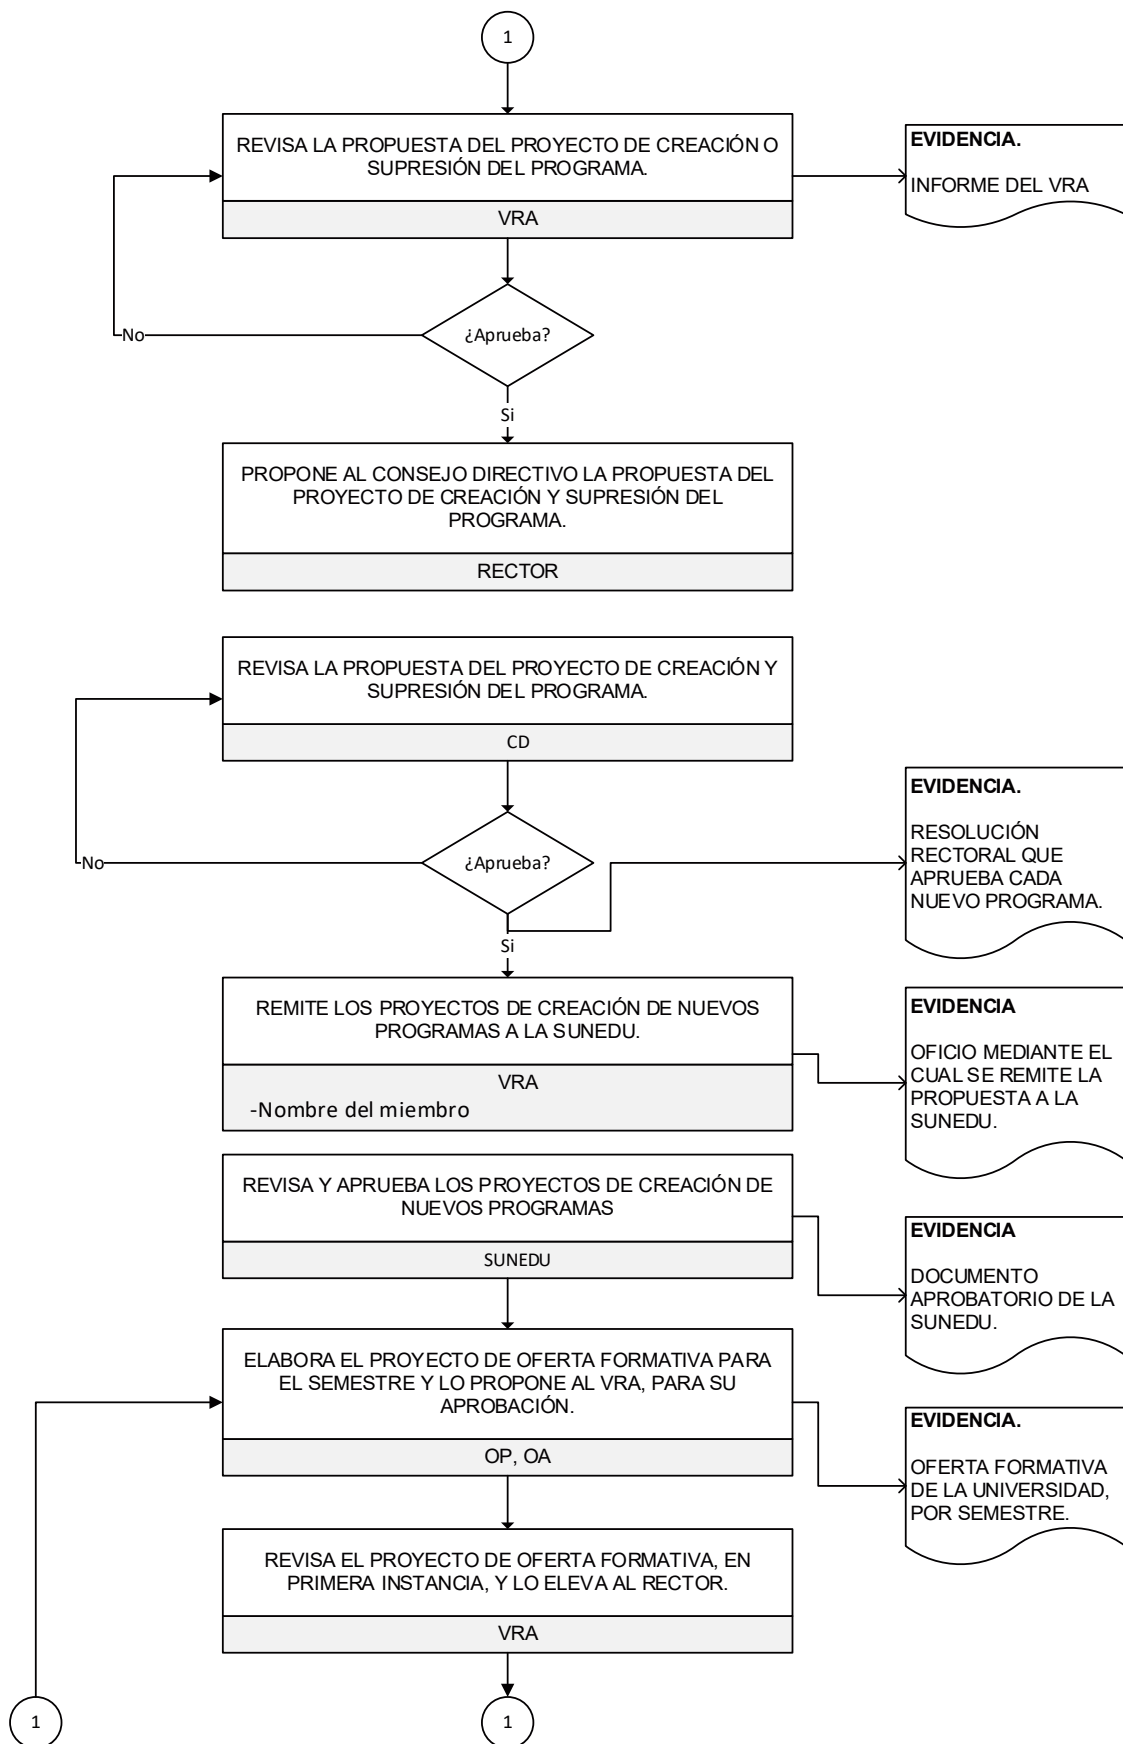 1
REVISA LA PROPUESTA DEL PROYECTO DE CREACIÓN O
SUPRESIÓN DEL PROGRAMA.
VRA
EVIDENCIA.
INFORME DEL VRA
¿Aprueba?
No
Si
PROPONE AL CONSEJO DIRECTIVO LA PROPUESTA DEL
PROYECTO DE CREACIÓN Y SUPRESIÓN DEL
PROGRAMA.
RECTOR
REVISA LA PROPUESTA DEL PROYECTO DE CREACIÓN Y
SUPRESIÓN DEL PROGRAMA.
CD
¿Aprueba?
No
Si
EVIDENCIA.
RESOLUCIÓN
RECTORAL QUE
APRUEBA CADA
NUEVO PROGRAMA.
REMITE LOS PROYECTOS DE CREACIÓN DE NUEVOS
PROGRAMAS A LA SUNEDU.
VRA
-Nombre del miembro
EVIDENCIA
OFICIO MEDIANTE EL
CUAL SE REMITE LA
PROPUESTA A LA
SUNEDU.
REVISA Y APRUEBA LOS PROYECTOS DE CREACIÓN DE
NUEVOS PROGRAMAS
SUNEDU
EVIDENCIA
DOCUMENTO
APROBATORIO DE LA
SUNEDU.
ELABORA EL PROYECTO DE OFERTA FORMATIVA PARA
EL SEMESTRE Y LO PROPONE AL VRA, PARA SU
APROBACIÓN.
OP, OA
EVIDENCIA.
OFERTA FORMATIVA
DE LA UNIVERSIDAD,
POR SEMESTRE.
REVISA EL PROYECTO DE OFERTA FORMATIVA, EN
PRIMERA INSTANCIA, Y LO ELEVA AL RECTOR.
VRA
1
1